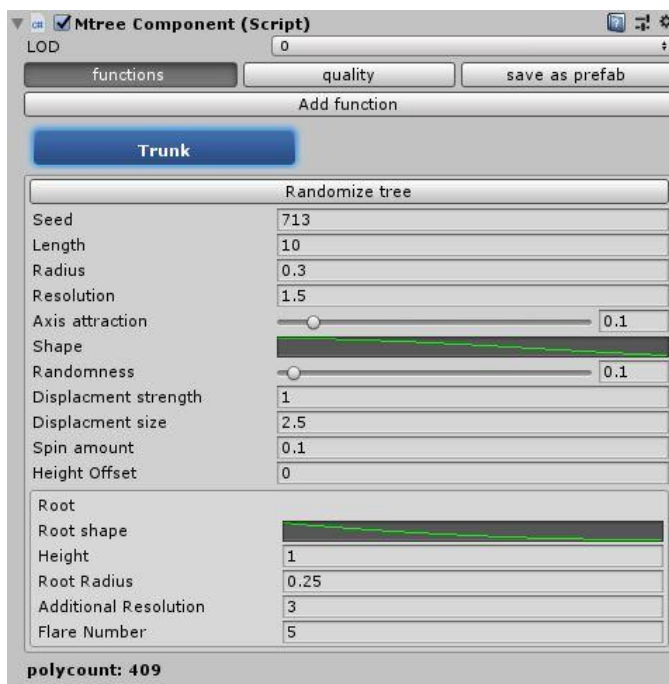 Mtree Component (Script)
LOD 0
functions quality save as prefab
Add function
Trunk
Randomize tree
Seed 713
Length 10
Radius 0.3
Resolution 1.5
Axis attraction 0.1
Shape
Randomness 0.1
Displacment strength 1
Displacment size 2.5
Spin amount 0.1
Height Offset 0
Root
Root shape
Height 1
Root Radius 0.25
Additional Resolution 3
Flare Number 5
polycount: 409